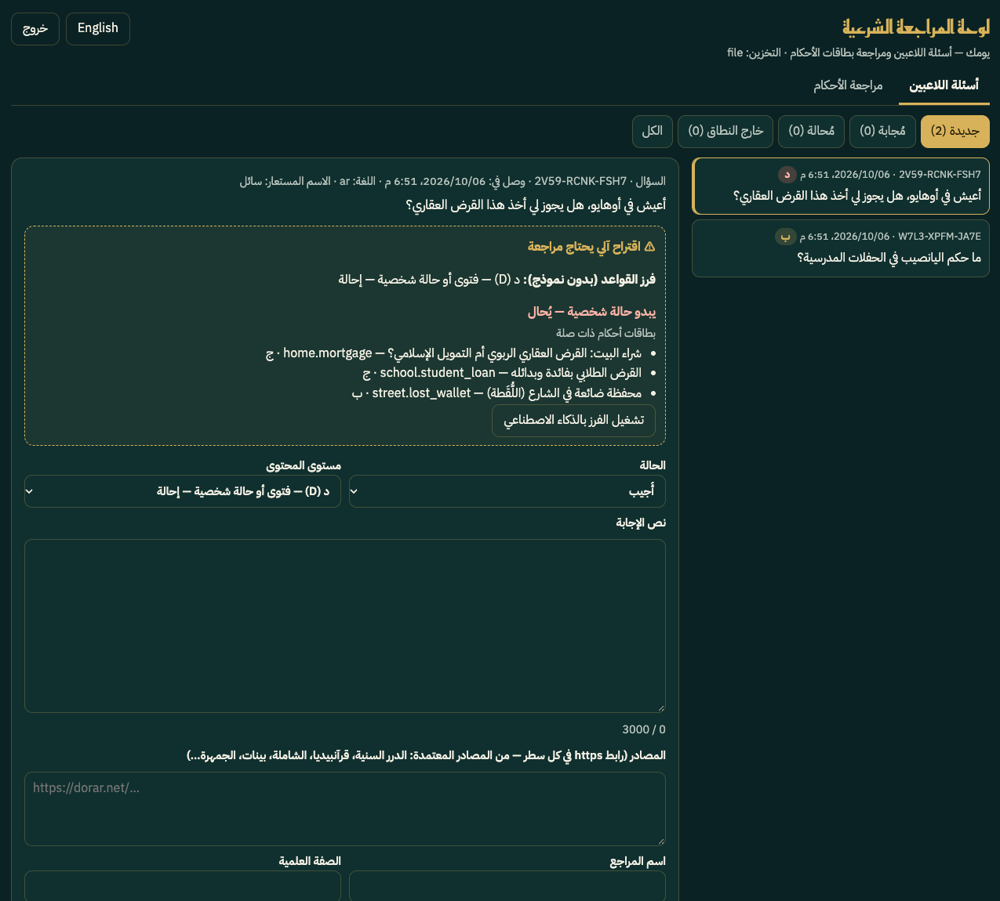 لوحة المراجعة الشرعية
يومك — أسئلة اللاعبين ومراجعة بطاقات الأحكام · التخزين: file
English
خروج
أسئلة اللاعبين
مراجعة الأحكام
جديدة (2)
مُجابة (0)
مُحالة (0)
خارج النطاق (0)
الكل
2V59-RCNK-FSH7 · 2026/10/06، 6:51 م
د
أعيش في أوهايو، هل يجوز لي أخذ هذا القرض العقاري؟
W7L3-XPFM-JA7E · 2026/10/06، 6:51 م
ب
ما حكم اليانصيب في الحفلات المدرسية؟
السؤال · 2V59-RCNK-FSH7 · وصل في: 2026/10/06، 6:51 م · اللغة: ar · الاسم المستعار: سائل
أعيش في أوهايو، هل يجوز لي أخذ هذا القرض العقاري؟
⚠ اقتراح آلي يحتاج مراجعة
فرز القواعد (بدون نموذج): د (D) — فتوى أو حالة شخصية — إحالة
يبدو حالة شخصية — يُحال
بطاقات أحكام ذات صلة
• شراء البيت: القرض العقاري الربوي أم التمويل الإسلامي؟ — home.mortgage · ج
• القرض الطلابي بفائدة وبدائله — school.student_loan · ج
• محفظة ضائعة في الشارع (اللُّقَطة) — street.lost_wallet · ب
تشغيل الفرز بالذكاء الاصطناعي
الحالة
مستوى المحتوى
أُجيب
د (D) — فتوى أو حالة شخصية — إحالة
نص الإجابة
0 / 3000
المصادر (رابط https في كل سطر — من المصادر المعتمدة: الدرر السنية، قرآنبيديا، الشاملة، بينات، الجمهرة...)
https://dorar.net/...
اسم المراجع
الصفة العلمية